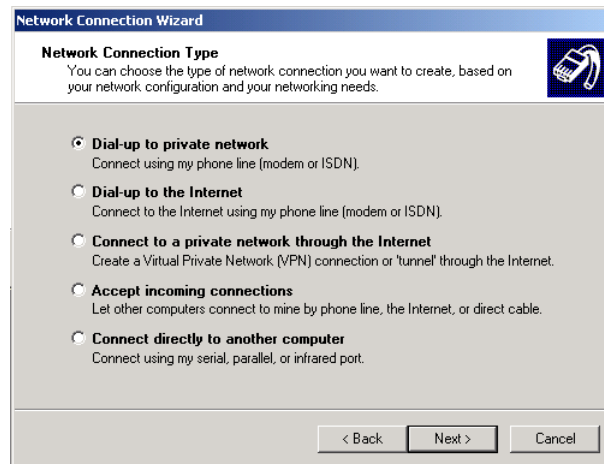 Network Connection Wizard
Network Connection Type
You can choose the type of network connection you want to create, based on
your network configuration and your networking needs.
Dial-up to private network
Connect using my phone line (modem or ISDN).
Dial-up to the Internet
Connect to the Internet using my phone line (modem or ISDN).
Connect to a private network through the Internet
Create a Virtual Private Network (VPN) connection or 'tunnel' through the Internet.
Accept incoming connections
Let other computers connect to mine by phone line, the Internet, or direct cable.
Connect directly to another computer
Connect using my serial, parallel, or infrared port.
< Back Next > Cancel